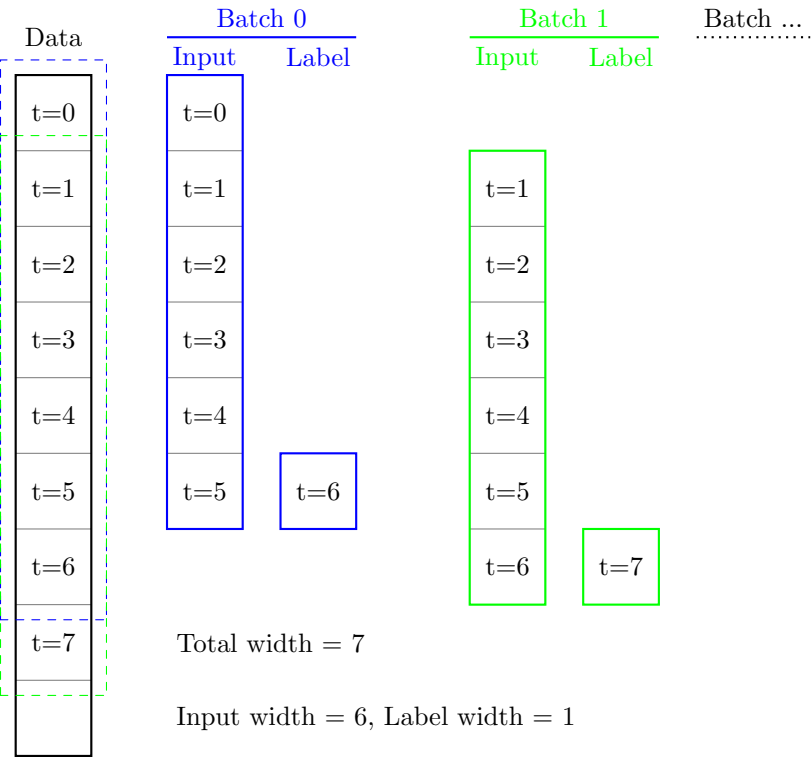 Data
t=0
t=1
t=2
t=3
t=4
t=5
t=6
t=7
Batch 0
Input Label
t=0
t=1
t=2
t=3
t=4
t=5
t=6
Batch 1
Input Label
t=1
t=2
t=3
t=4
t=5
t=6
t=7
Batch ...
Total width = 7
Input width = 6, Label width = 1